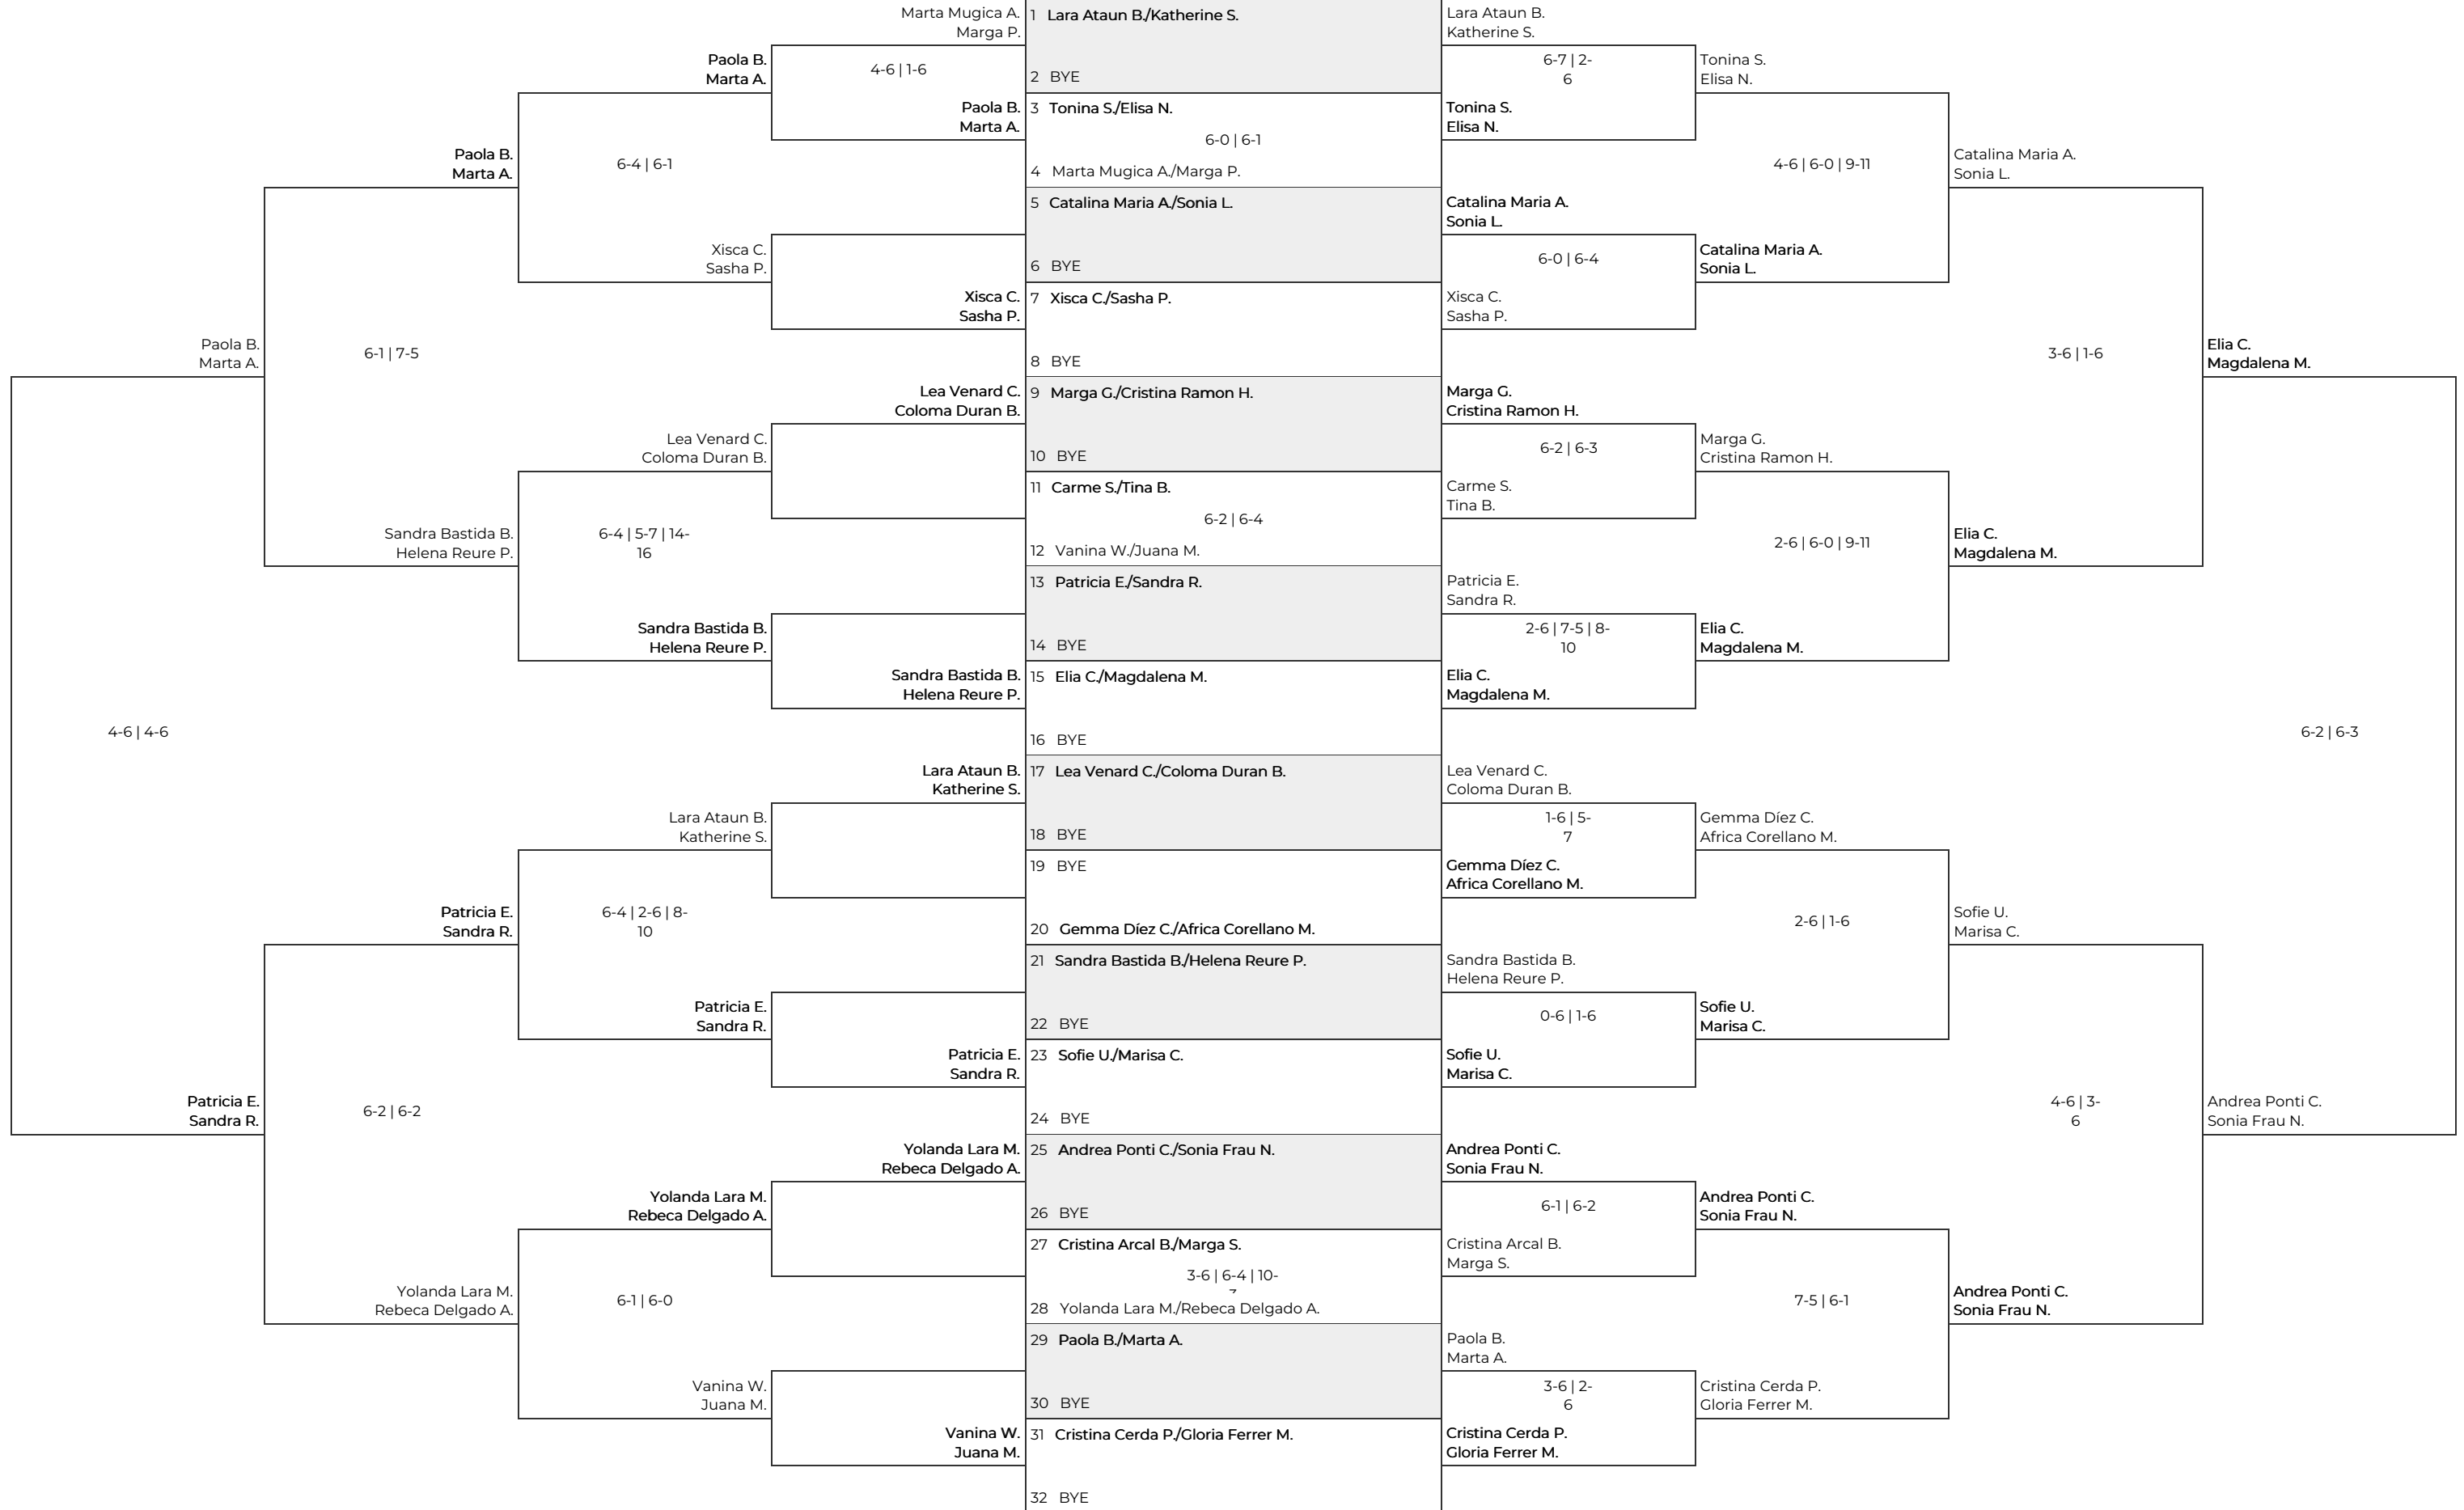 Marta Mugica A.
Marga P.
Paola B.
Marta A.
4-6 | 1-6
Paola B.
Marta A.
Paola B.
Marta A.
6-4 | 6-1
Xisca C.
Sasha P.
Xisca C.
Sasha P.
Paola B.
Marta A.
6-1 | 7-5
Lea Venard C.
Coloma Duran B.
Lea Venard C.
Coloma Duran B.
Sandra Bastida B.
Helena Reure P.
6-4 | 5-7 | 14-
16
Sandra Bastida B.
Helena Reure P.
Sandra Bastida B.
Helena Reure P.
4-6 | 4-6
Lara Ataun B.
Katherine S.
Lara Ataun B.
Katherine S.
Patricia E.
Sandra R.
6-4 | 2-6 | 8-
10
Patricia E.
Sandra R.
Patricia E.
Sandra R.
Patricia E.
Sandra R.
6-2 | 6-2
Yolanda Lara M.
Rebeca Delgado A.
Yolanda Lara M.
Rebeca Delgado A.
Yolanda Lara M.
Rebeca Delgado A.
6-1 | 6-0
Vanina W.
Juana M.
Vanina W.
Juana M.
1 Lara Ataun B./Katherine S.
2 BYE
3 Tonina S./Elisa N.
6-0 | 6-1
4 Marta Mugica A./Marga P.
5 Catalina Maria A./Sonia L.
6 BYE
7 Xisca C./Sasha P.
8 BYE
9 Marga G./Cristina Ramon H.
10 BYE
11 Carme S./Tina B.
6-2 | 6-4
12 Vanina W./Juana M.
13 Patricia E./Sandra R.
14 BYE
15 Elia C./Magdalena M.
16 BYE
17 Lea Venard C./Coloma Duran B.
18 BYE
19 BYE
20 Gemma Díez C./Africa Corellano M.
21 Sandra Bastida B./Helena Reure P.
22 BYE
23 Sofie U./Marisa C.
24 BYE
25 Andrea Ponti C./Sonia Frau N.
26 BYE
27 Cristina Arcal B./Marga S.
3-6 | 6-4 | 10-
28 Yolanda Lara M./Rebeca Delgado A.
29 Paola B./Marta A.
30 BYE
31 Cristina Cerda P./Gloria Ferrer M.
32 BYE
Lara Ataun B.
Katherine S.
6-7 | 2-
6
Tonina S.
Elisa N.
Tonina S.
Elisa N.
4-6 | 6-0 | 9-11
Catalina Maria A.
Sonia L.
Catalina Maria A.
Sonia L.
6-0 | 6-4
Catalina Maria A.
Sonia L.
Xisca C.
Sasha P.
3-6 | 1-6
Elia C.
Magdalena M.
Marga G.
Cristina Ramon H.
6-2 | 6-3
Marga G.
Cristina Ramon H.
Carme S.
Tina B.
2-6 | 6-0 | 9-11
Elia C.
Magdalena M.
Patricia E.
Sandra R.
2-6 | 7-5 | 8-
10
Elia C.
Magdalena M.
Elia C.
Magdalena M.
6-2 | 6-3
Lea Venard C.
Coloma Duran B.
1-6 | 5-
7
Gemma Díez C.
Africa Corellano M.
Gemma Díez C.
Africa Corellano M.
2-6 | 1-6
Sofie U.
Marisa C.
Sandra Bastida B.
Helena Reure P.
0-6 | 1-6
Sofie U.
Marisa C.
Sofie U.
Marisa C.
4-6 | 3-
6
Andrea Ponti C.
Sonia Frau N.
Andrea Ponti C.
Sonia Frau N.
6-1 | 6-2
Andrea Ponti C.
Sonia Frau N.
Cristina Arcal B.
Marga S.
7-5 | 6-1
Andrea Ponti C.
Sonia Frau N.
Paola B.
Marta A.
3-6 | 2-
6
Cristina Cerda P.
Gloria Ferrer M.
Cristina Cerda P.
Gloria Ferrer M.